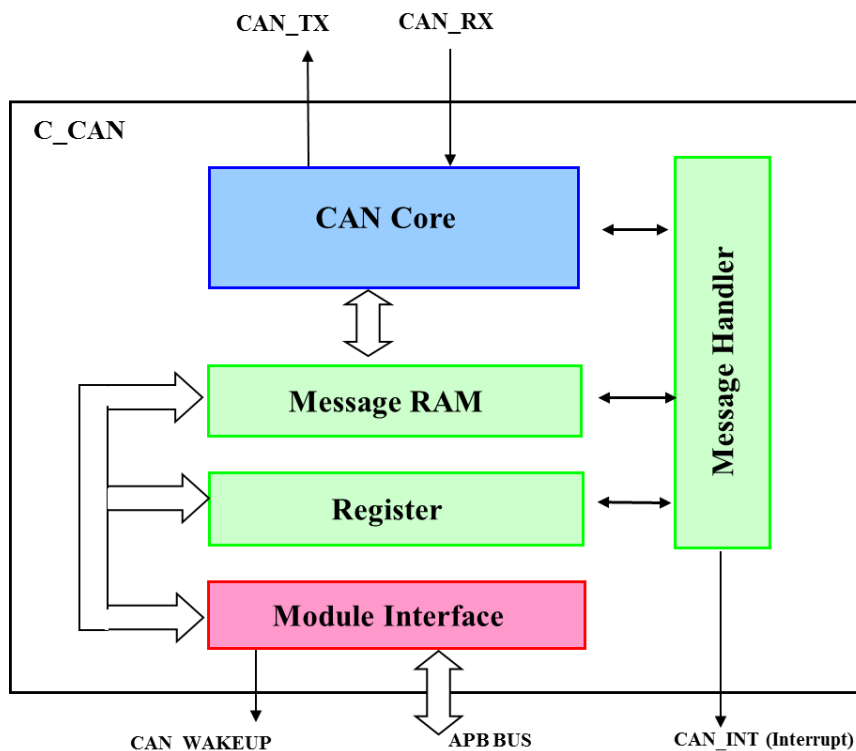 CAN_TX
CAN_RX
C_CAN
CAN Core
Message Handler
Message RAM
Register
Module Interface
CAN WAKEUP
APB BUS
CAN_INT (Interrupt)